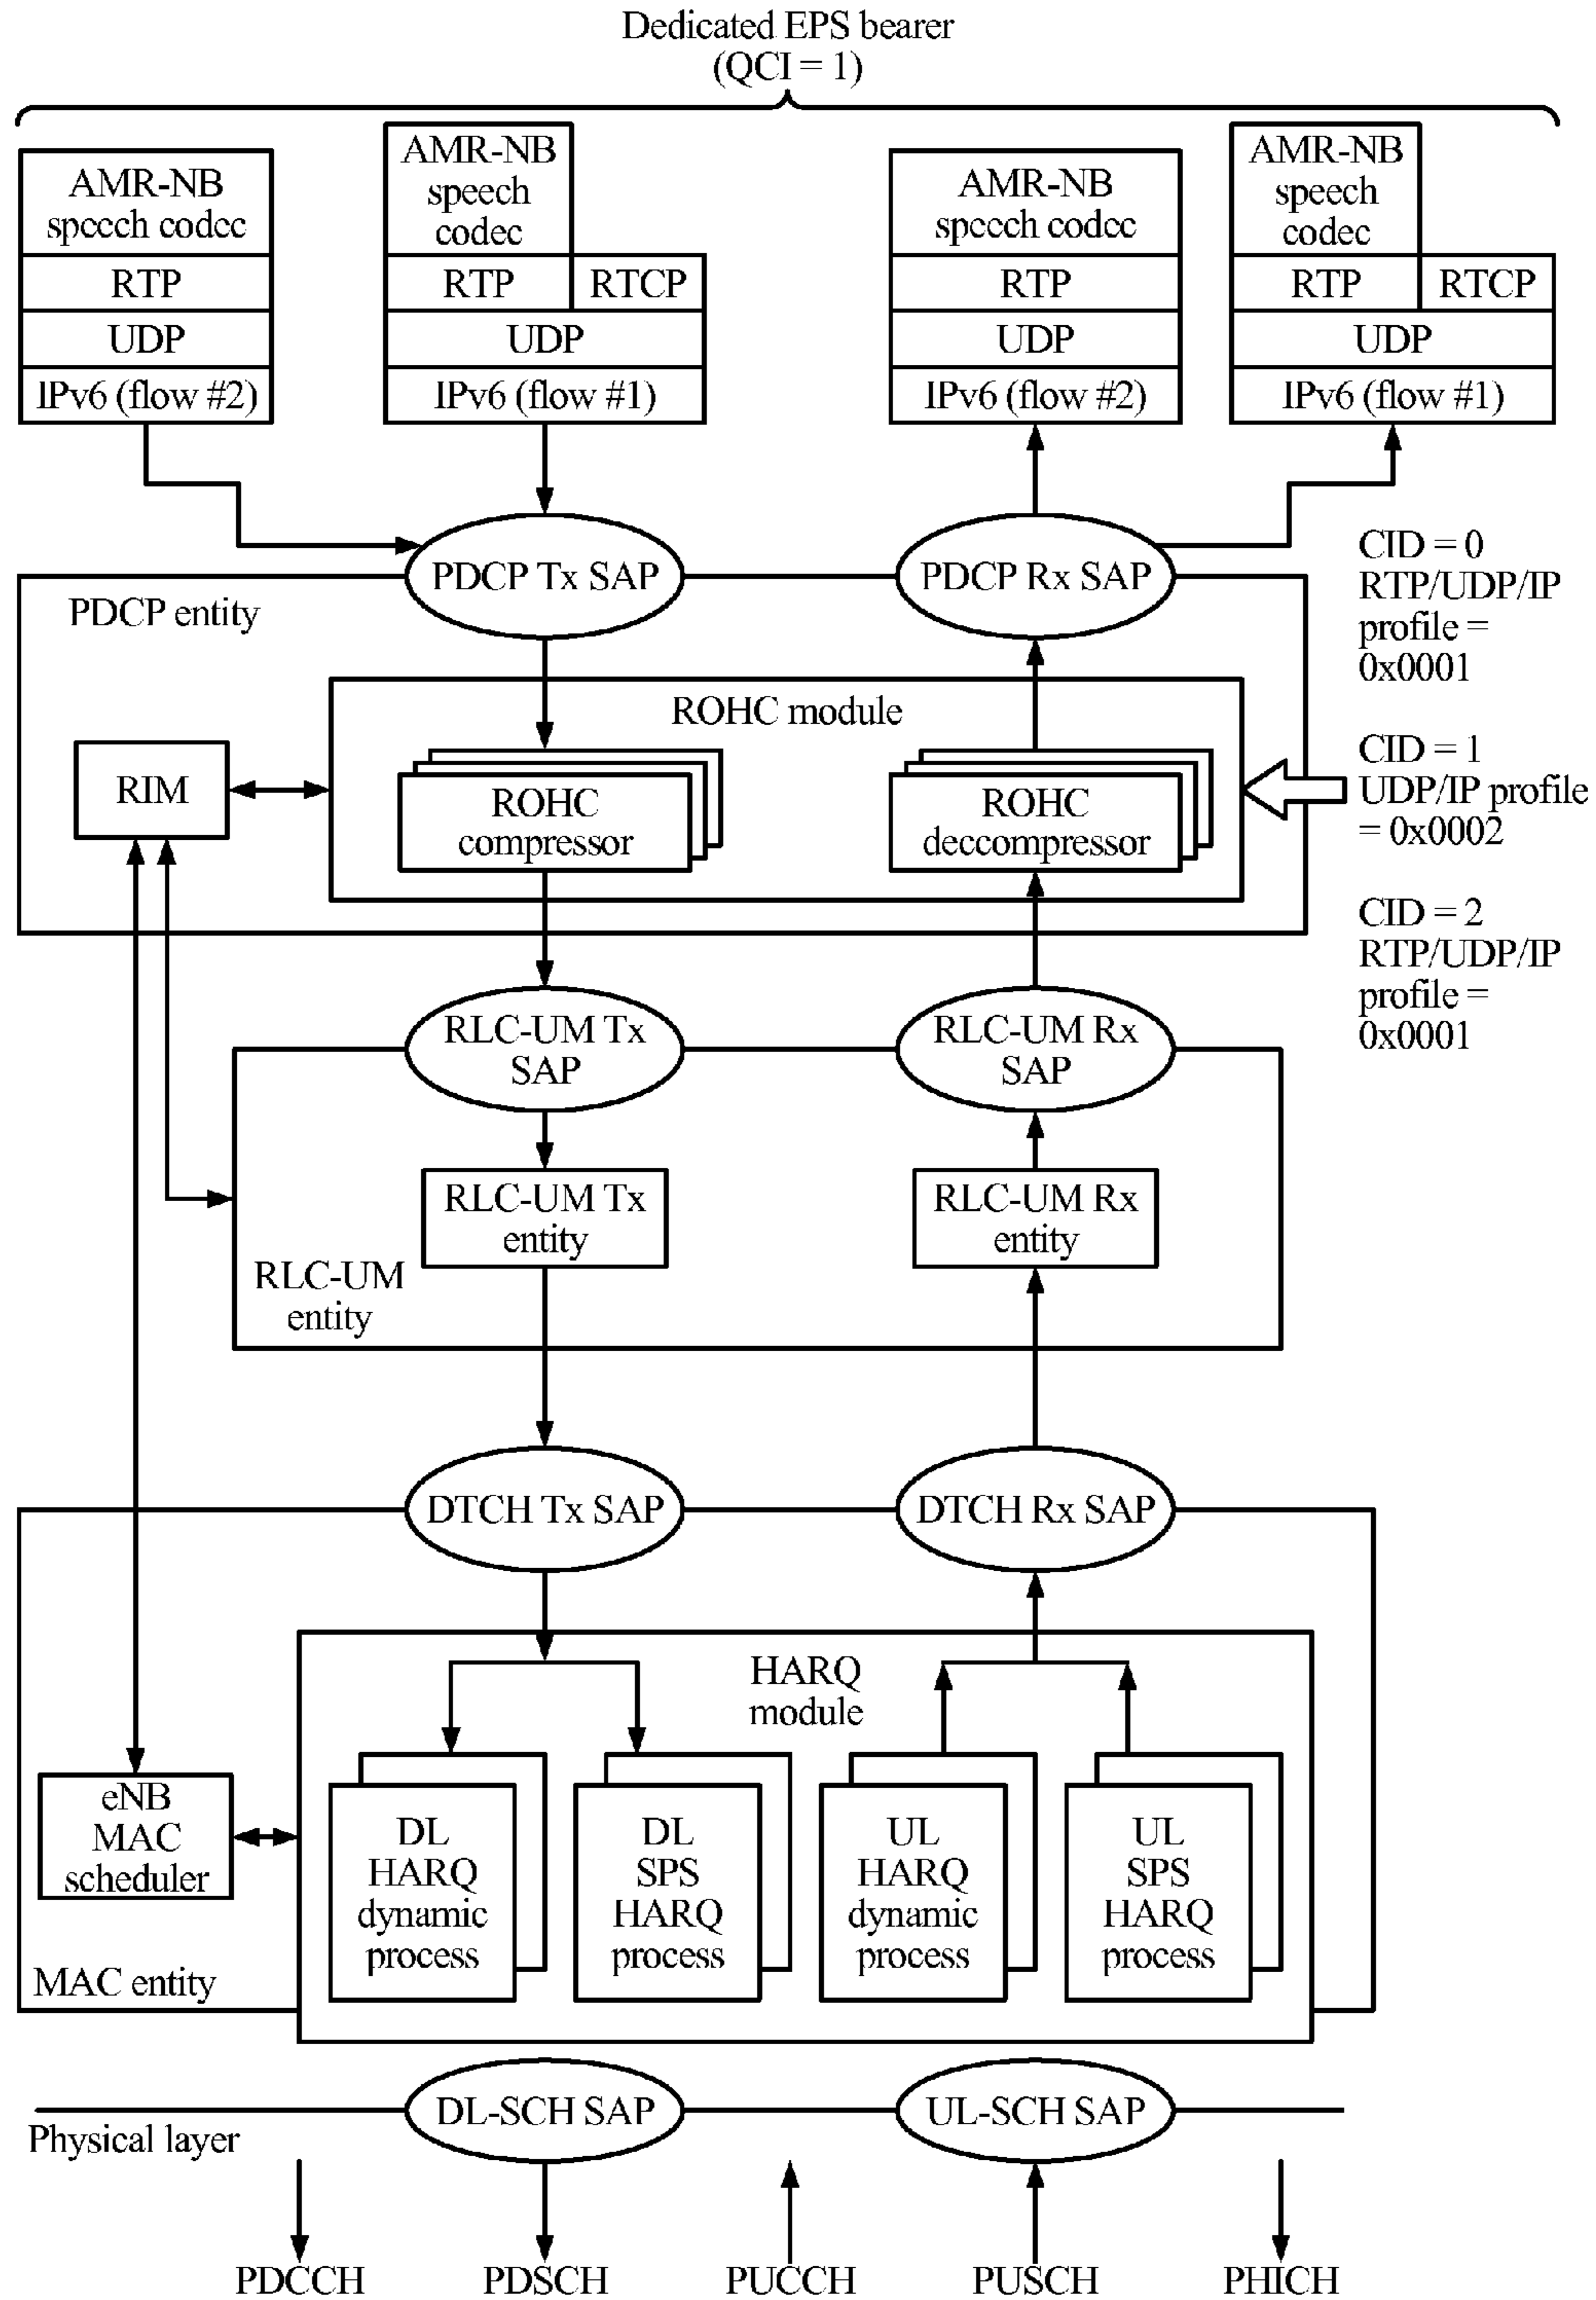 Dedicated EPS bearer
(QCI = 1)
AMR-NB
speech codec
RTP
UDP
IPv6 (flow #2)
AMR-NB
speech
codec
RTP
RTCP
UDP
IPv6 (flow #1)
AMR-NB
speech codec
RTP
UDP
IPv6 (flow #2)
AMR-NB
speech
codec
RTP
RTCP
UDP
IPv6 (flow #1)
PDCP Tx SAP
PDCP Rx SAP
PDCP entity
ROHC module
RIM
ROHC
compressor
ROHC
deccompressor
CID = 0
RTP/UDP/IP
profile =
0x0001
CID = 1
UDP/IP profile
= 0x0002
CID = 2
RTP/UDP/IP
profile =
0x0001
RLC-UM Tx
SAP
RLC-UM Rx
SAP
RLC-UM Tx
entity
RLC-UM Rx
entity
RLC-UM
entity
DTCH Tx SAP
DTCH Rx SAP
HARQ
module
eNB
MAC
scheduler
DL
HARQ
dynamic
process
DL
SPS
HARQ
process
UL
HARQ
dynamic
process
UL
SPS
HARQ
process
MAC entity
DL-SCH SAP
UL-SCH SAP
Physical layer
PDCCH
PDSCH
PUCCH
PUSCH
PHICH